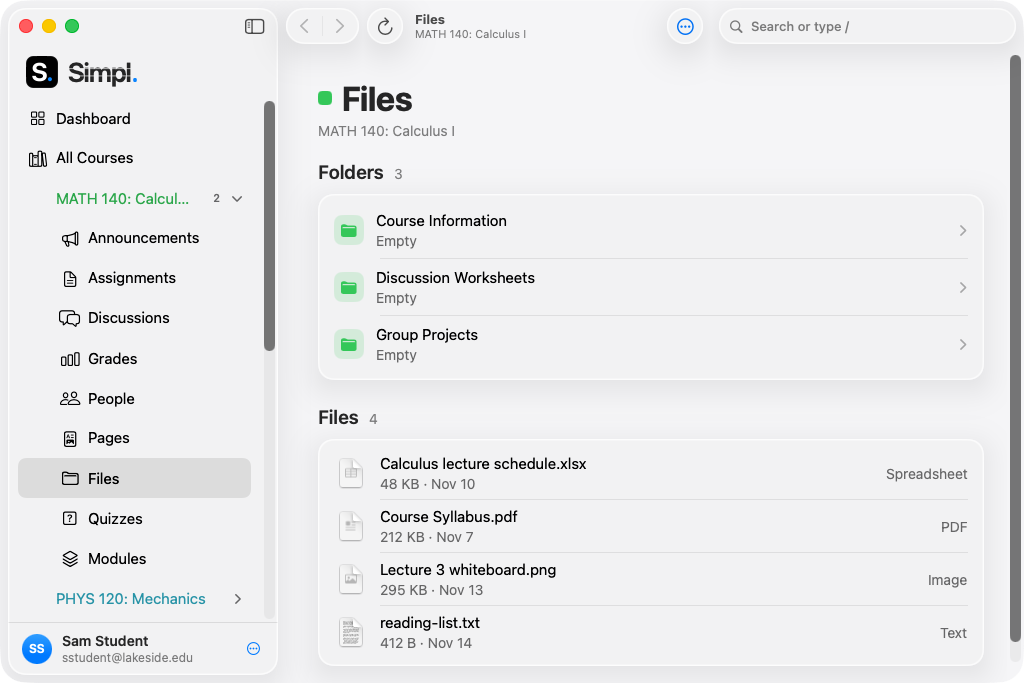 Files
MATH 140: Calculus I
Search or type /
S.
Simpl.
Dashboard
All Courses
MATH 140: Calcul... 2
Announcements
Assignments
Discussions
Grades
People
Pages
Files
Quizzes
Modules
PHYS 120: Mechanics
SS
Sam Student
sstudent@lakeside.edu
Files
MATH 140: Calculus I
Folders 3
Course Information
Empty
Discussion Worksheets
Empty
Group Projects
Empty
Files 4
Calculus lecture schedule.xlsx
48 KB · Nov 10
Spreadsheet
Course Syllabus.pdf
212 KB · Nov 7
PDF
Lecture 3 whiteboard.png
295 KB · Nov 13
Image
reading-list.txt
412 B · Nov 14
Text